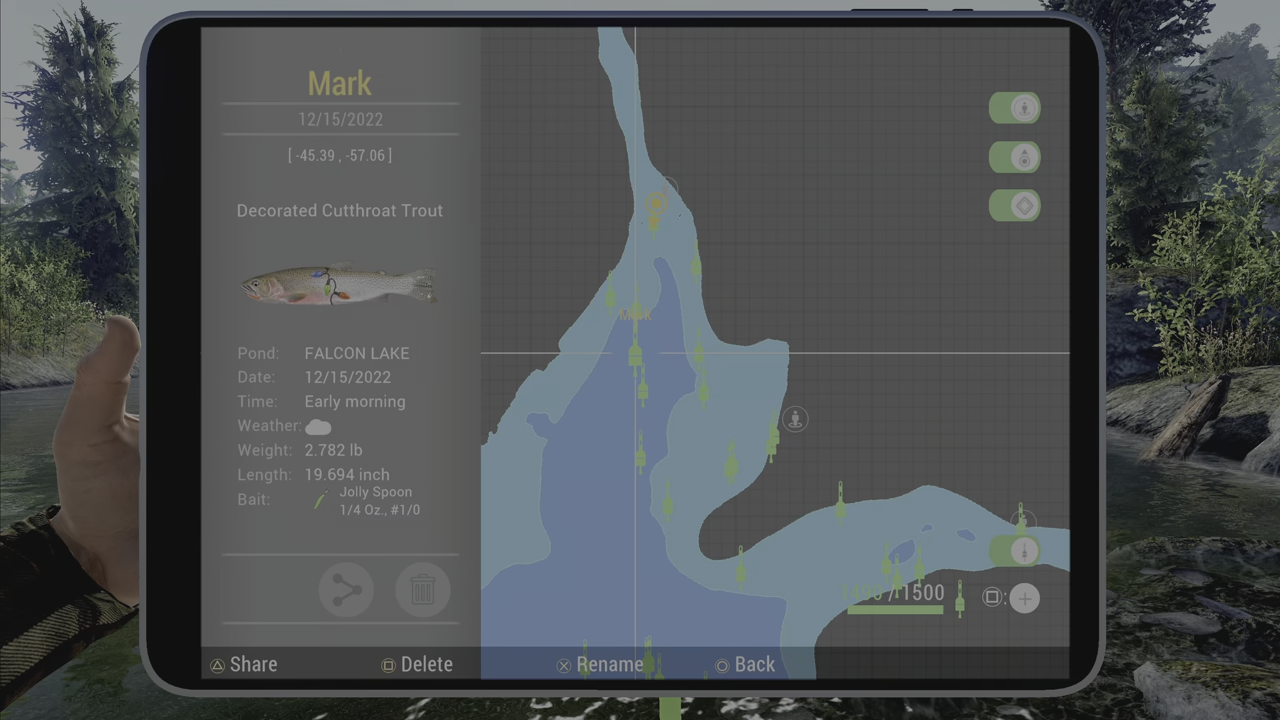 Mark
12/15/2022
[ -45.39 , -57.06 ]
Decorated Cutthroat Trout
Pond: FALCON LAKE
Date: 12/15/2022
Time: Early morning
Weather:
Weight: 2.782 lb
Length: 19.694 inch
Bait: Jolly Spoon
1/4 Oz., #1/0
/ 1500
Share
Delete
Rename
Back